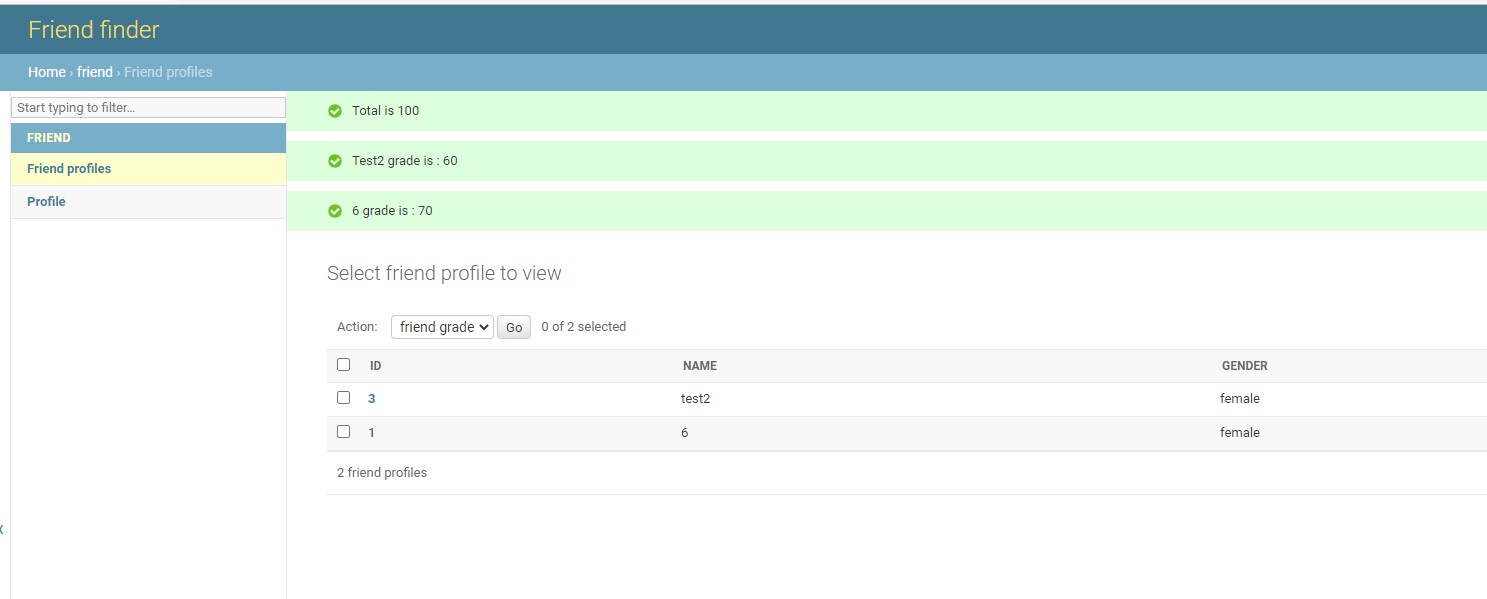 Friend finder
Home › friend › Friend profiles
Start typing to filter...
FRIEND
Friend profiles
Profile
Total is 100
Test2 grade is : 60
6 grade is : 70
Select friend profile to view
Action: friend grade Go 0 of 2 selected
ID NAME GENDER
3 test2 female
1 6 female
2 friend profiles